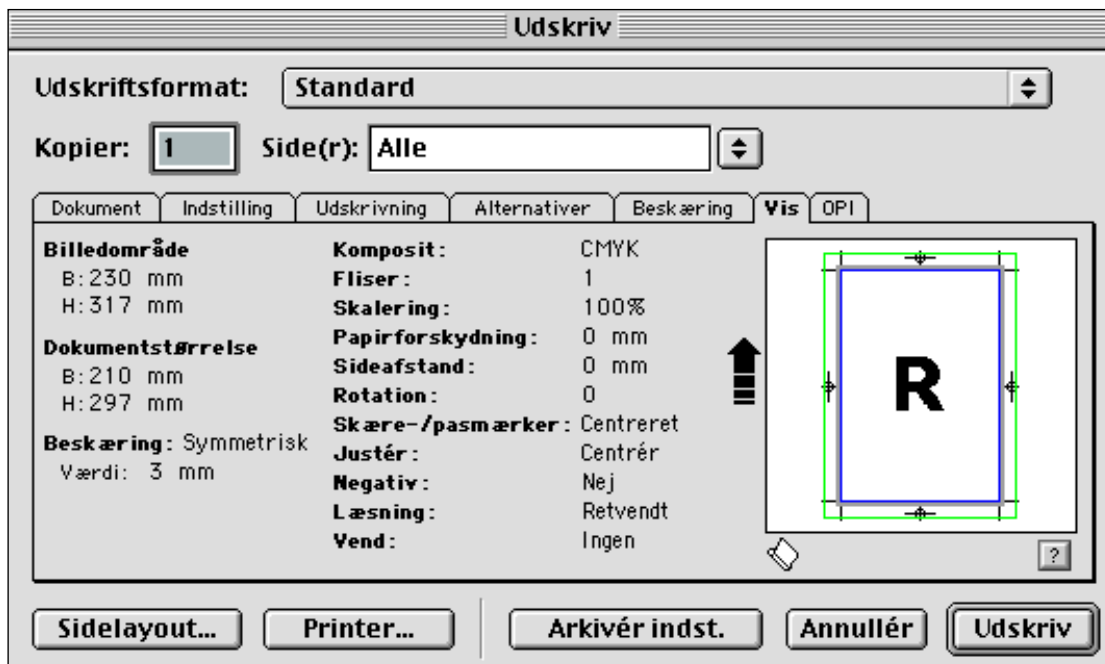 Udskriv
Udskriftsformat: Standard
Kopier: 1 Side(r): Alle
Dokument Indstilling Udskrivning Alternativer Beskæring Vis OPI
Billedområde
B:230 mm
H:317 mm
Dokumentstørrelse
B:210 mm
H:297 mm
Beskæring: Symmetrisk
Værdi: 3 mm
Komposit: CMYK
Fliser: 1
Skalering: 100%
Papirforskydning: 0 mm
Sideafstand: 0 mm
Rotation: 0
Skære-/pasmærker: Centreret
Justér: Centrér
Negativ: Nej
Læsning: Retvendt
Vend: Ingen
R
?
Sidelayout... Printer... Arkivér indst. Annullér Udskriv